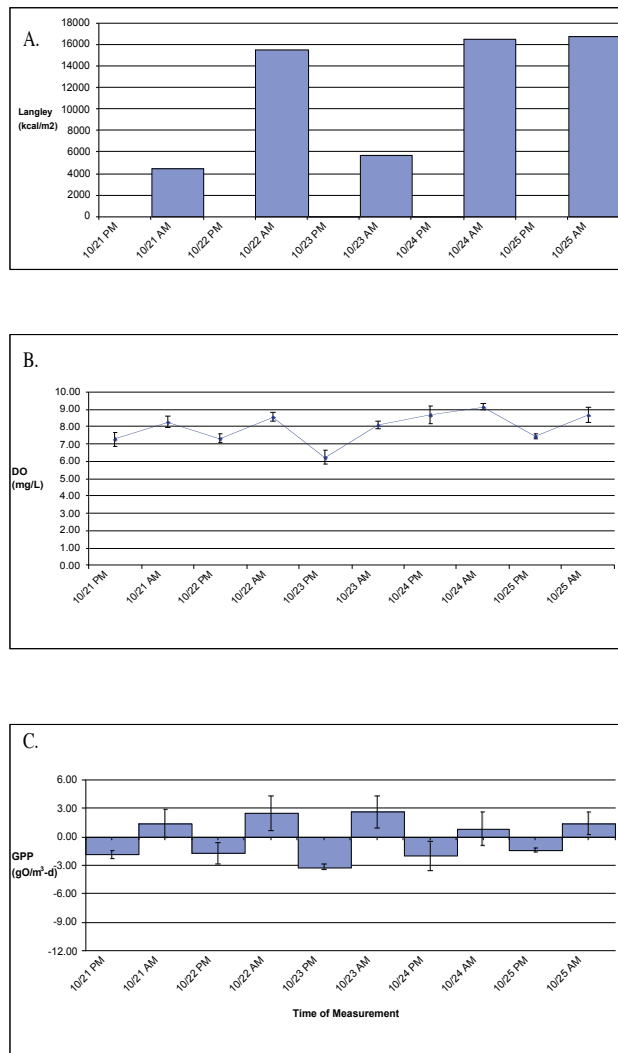 A.
18000
16000
14000
12000
10000
8000
6000
4000
2000
0
Langley
(kcal/m2)
10/21 PM
10/21 AM
10/22 PM
10/22 AM
10/23 PM
10/23 AM
10/24 PM
10/24 AM
10/25 PM
10/25 AM
B.
10.00
9.00
8.00
7.00
6.00
5.00
4.00
3.00
2.00
1.00
0.00
DO
(mg/L)
10/21 PM
10/21 AM
10/22 PM
10/22 AM
10/23 PM
10/23 AM
10/24 PM
10/24 AM
10/25 PM
10/25 AM
C.
6.00
3.00
0.00
-3.00
-6.00
-9.00
-12.00
GPP
(gO/m³-d)
10/21 PM
10/21 AM
10/22 PM
10/22 AM
10/23 PM
10/23 AM
10/24 PM
10/24 AM
10/25 PM
10/25 AM
Time of Measurement